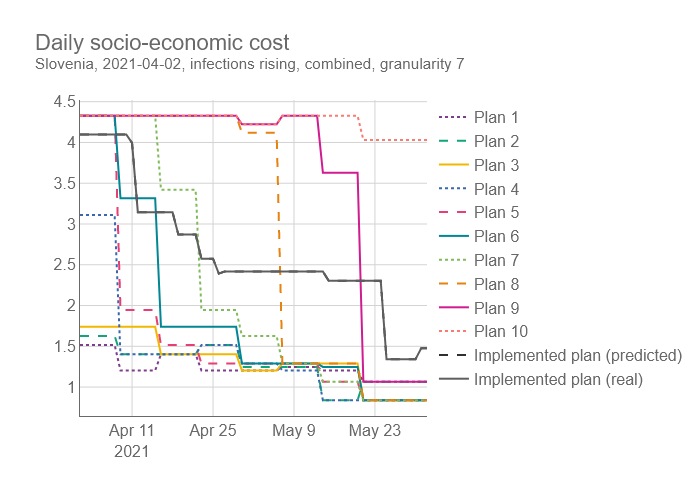 Daily socio-economic cost
Slovenia, 2021-04-02, infections rising, combined, granularity 7
4.5
4
3.5
3
2.5
2
1.5
1
Apr 11
2021
Apr 25
May 9
May 23
Plan 1
Plan 2
Plan 3
Plan 4
Plan 5
Plan 6
Plan 7
Plan 8
Plan 9
Plan 10
Implemented plan (predicted)
Implemented plan (real)